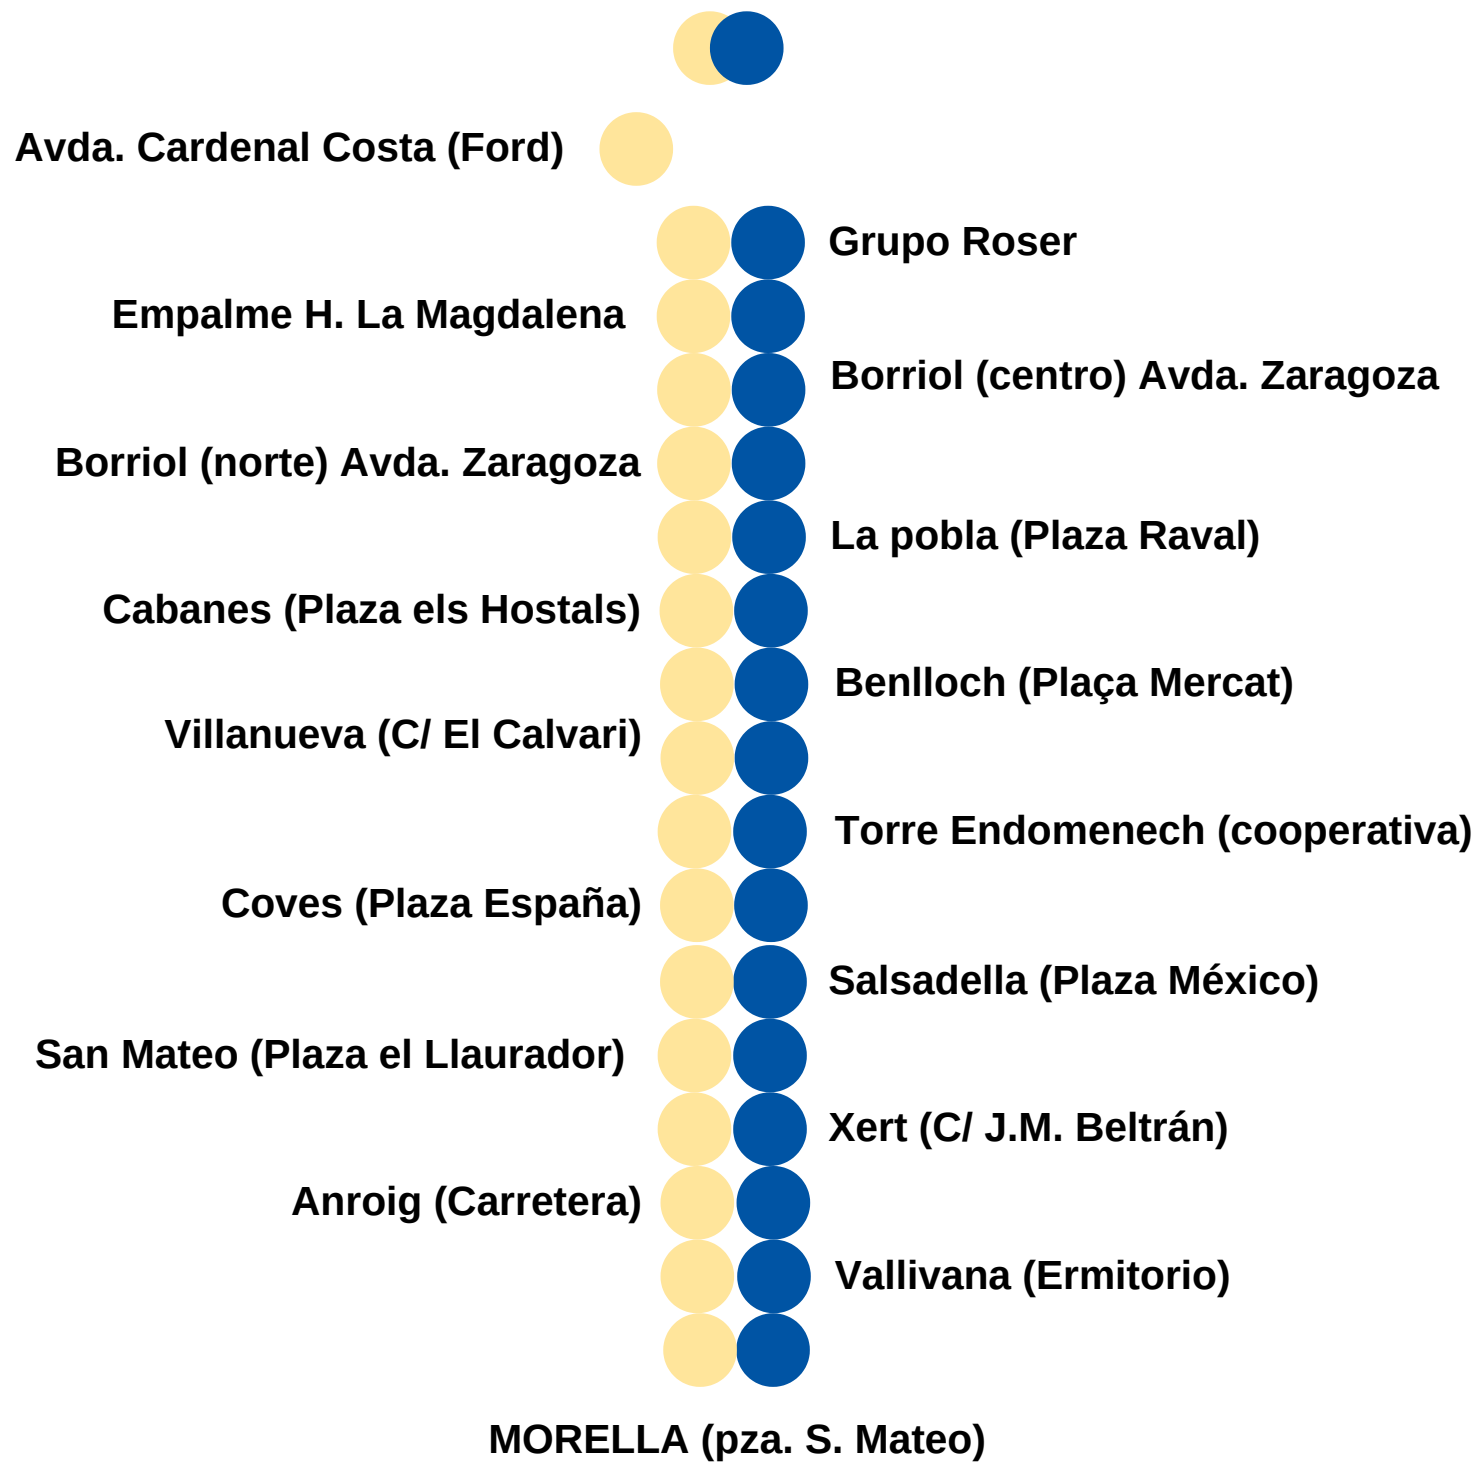 Avda. Cardenal Costa (Ford)
Grupo Roser
Empalme H. La Magdalena
Borriol (centro) Avda. Zaragoza
Borriol (norte) Avda. Zaragoza
La pobla (Plaza Raval)
Cabanes (Plaza els Hostals)
Benlloch (Plaça Mercat)
Villanueva (C/ El Calvari)
Torre Endomenech (cooperativa)
Coves (Plaza España)
Salsadella (Plaza México)
San Mateo (Plaza el Llaurador)
Xert (C/ J.M. Beltrán)
Anroig (Carretera)
Vallivana (Ermitorio)
MORELLA (pza. S. Mateo)